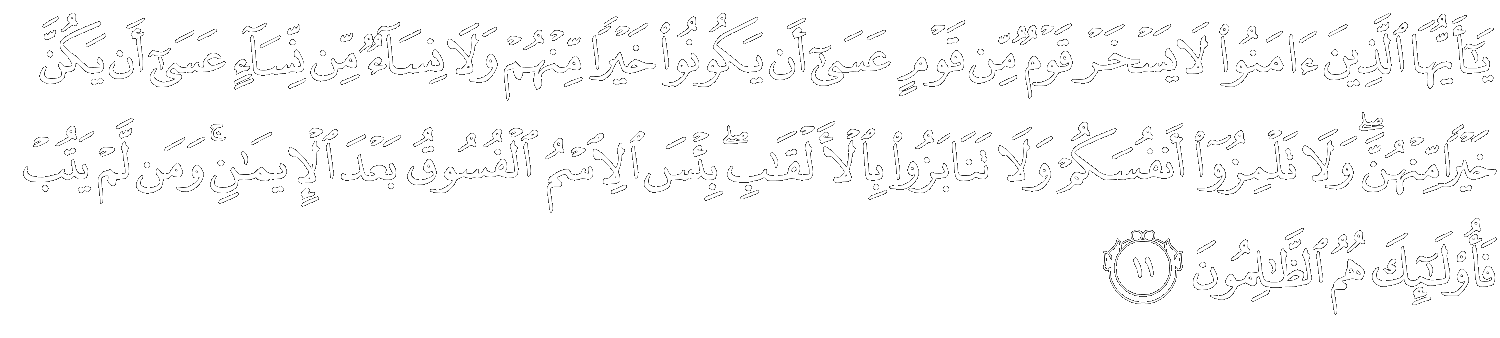 يَٰٓأَيُّهَا ٱلَّذِينَ ءَامَنُوا۟ لَا يَسْخَرْ قَوْمٌ مِّن قَوْمٍ عَسَىٰٓ أَن يَكُونُوا۟ خَيْرًا مِّنْهُمْ وَلَا نِسَآءٌ مِّن نِّسَآءٍ عَسَىٰٓ أَن يَكُنَّ
خَيْرًا مِّنْهُنَّ ۖ وَلَا تَلْمِزُوٓا۟ أَنفُسَكُمْ وَلَا تَنَابَزُوا۟ بِٱلْأَلْقَٰبِ ۖ بِئْسَ ٱلِٱسْمُ ٱلْفُسُوقُ بَعْدَ ٱلْإِيمَٰنِ ۚ وَمَن لَّمْ يَتُبْ
فَأُو۟لَٰٓئِكَ هُمُ ٱلظَّٰلِمُونَ ١١